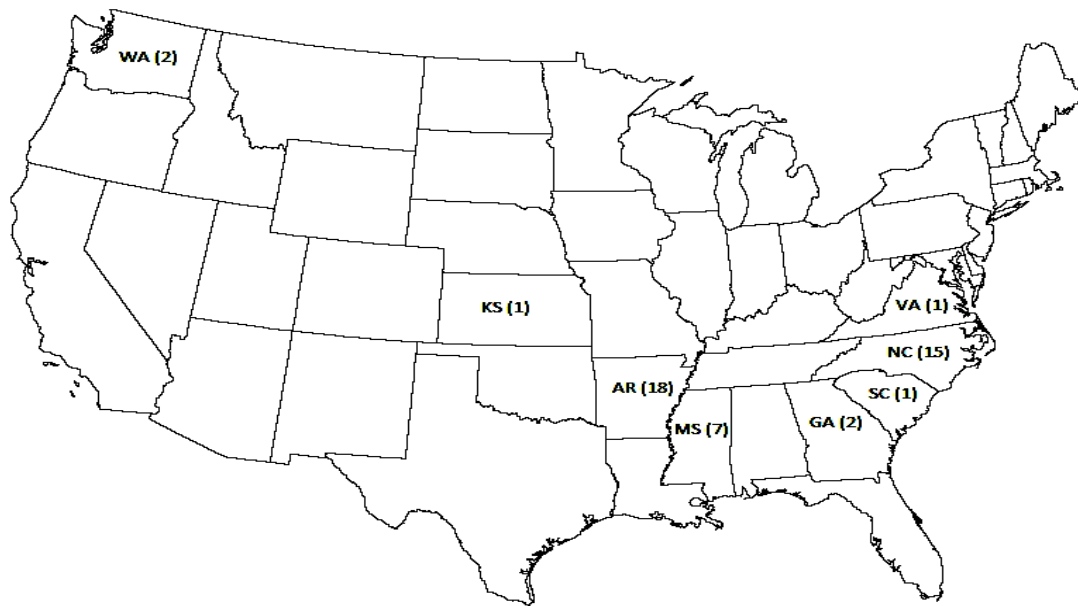 WA (2)
KS (1)
VA (1)
NC (15)
AR (18)
SC (1)
MS (7)
GA (2)